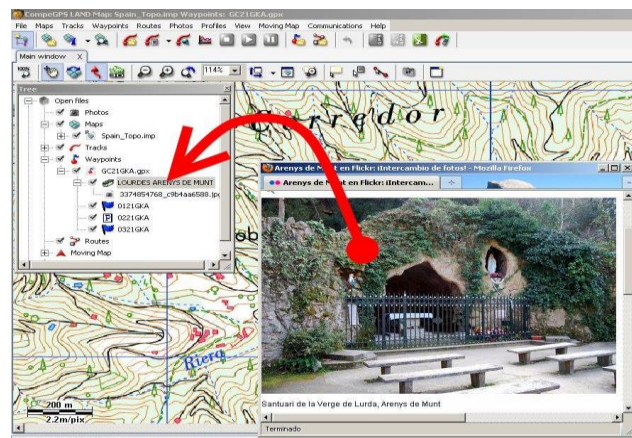 CompeGPS LAND Map: Spain_Topo.imp Waypoints: GC21GKA.gpx
File Maps Tracks Waypoints Routes Photos Profiles View Moving Map Communications Help
Main window X
100%
114%
Tree
Open files
Photos
Maps
Spain_Topo.imp
Tracks
Waypoints
GC21GKA.gpx
LOURDES ARENYS DE MUNT
3374854768_c9b4aa6588.jpg
0121GKA
0221GKA
0321GKA
Routes
Moving Map
Corredor
Riera
200 m
2.2m/pix
Arenys de Munt en Flickr: ¡Intercambio de fotos! - Mozilla Firefox
Arenys de Munt en Flickr: ¡Intercam...
Santuari de la Verge de Lurda, Arenys de Munt
Terminado